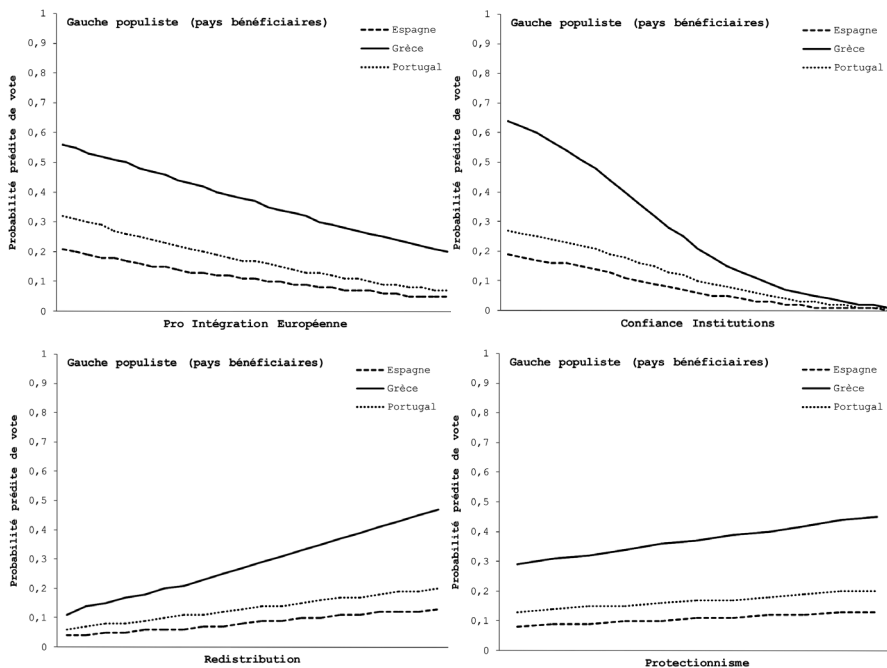 Gauche populiste (pays bénéficiaires)
Espagne
Grèce
Portugal
Probabilité prédite de vote
1
0,9
0,8
0,7
0,6
0,5
0,4
0,3
0,2
0,1
0
Pro Intégration Européenne
Gauche populiste (pays bénéficiaires)
Espagne
Grèce
Portugal
Probabilité prédite de vote
1
0,9
0,8
0,7
0,6
0,5
0,4
0,3
0,2
0,1
0
Confiance Institutions
Gauche populiste (pays bénéficiaires)
Espagne
Grèce
Portugal
Probabilité prédite de vote
1
0,9
0,8
0,7
0,6
0,5
0,4
0,3
0,2
0,1
0
Redistribution
Gauche populiste (pays bénéficiaires)
Espagne
Grèce
Portugal
Probabilité prédite de vote
1
0,9
0,8
0,7
0,6
0,5
0,4
0,3
0,2
0,1
0
Protectionnisme